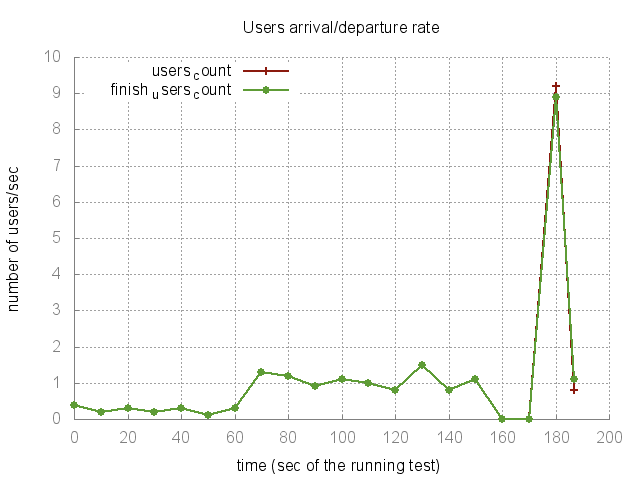 Users arrival/departure rate
users_count
finish_users_count
10
9
8
7
6
5
4
3
2
1
0
number of users/sec
0 20 40 60 80 100 120 140 160 180 200
time (sec of the running test)